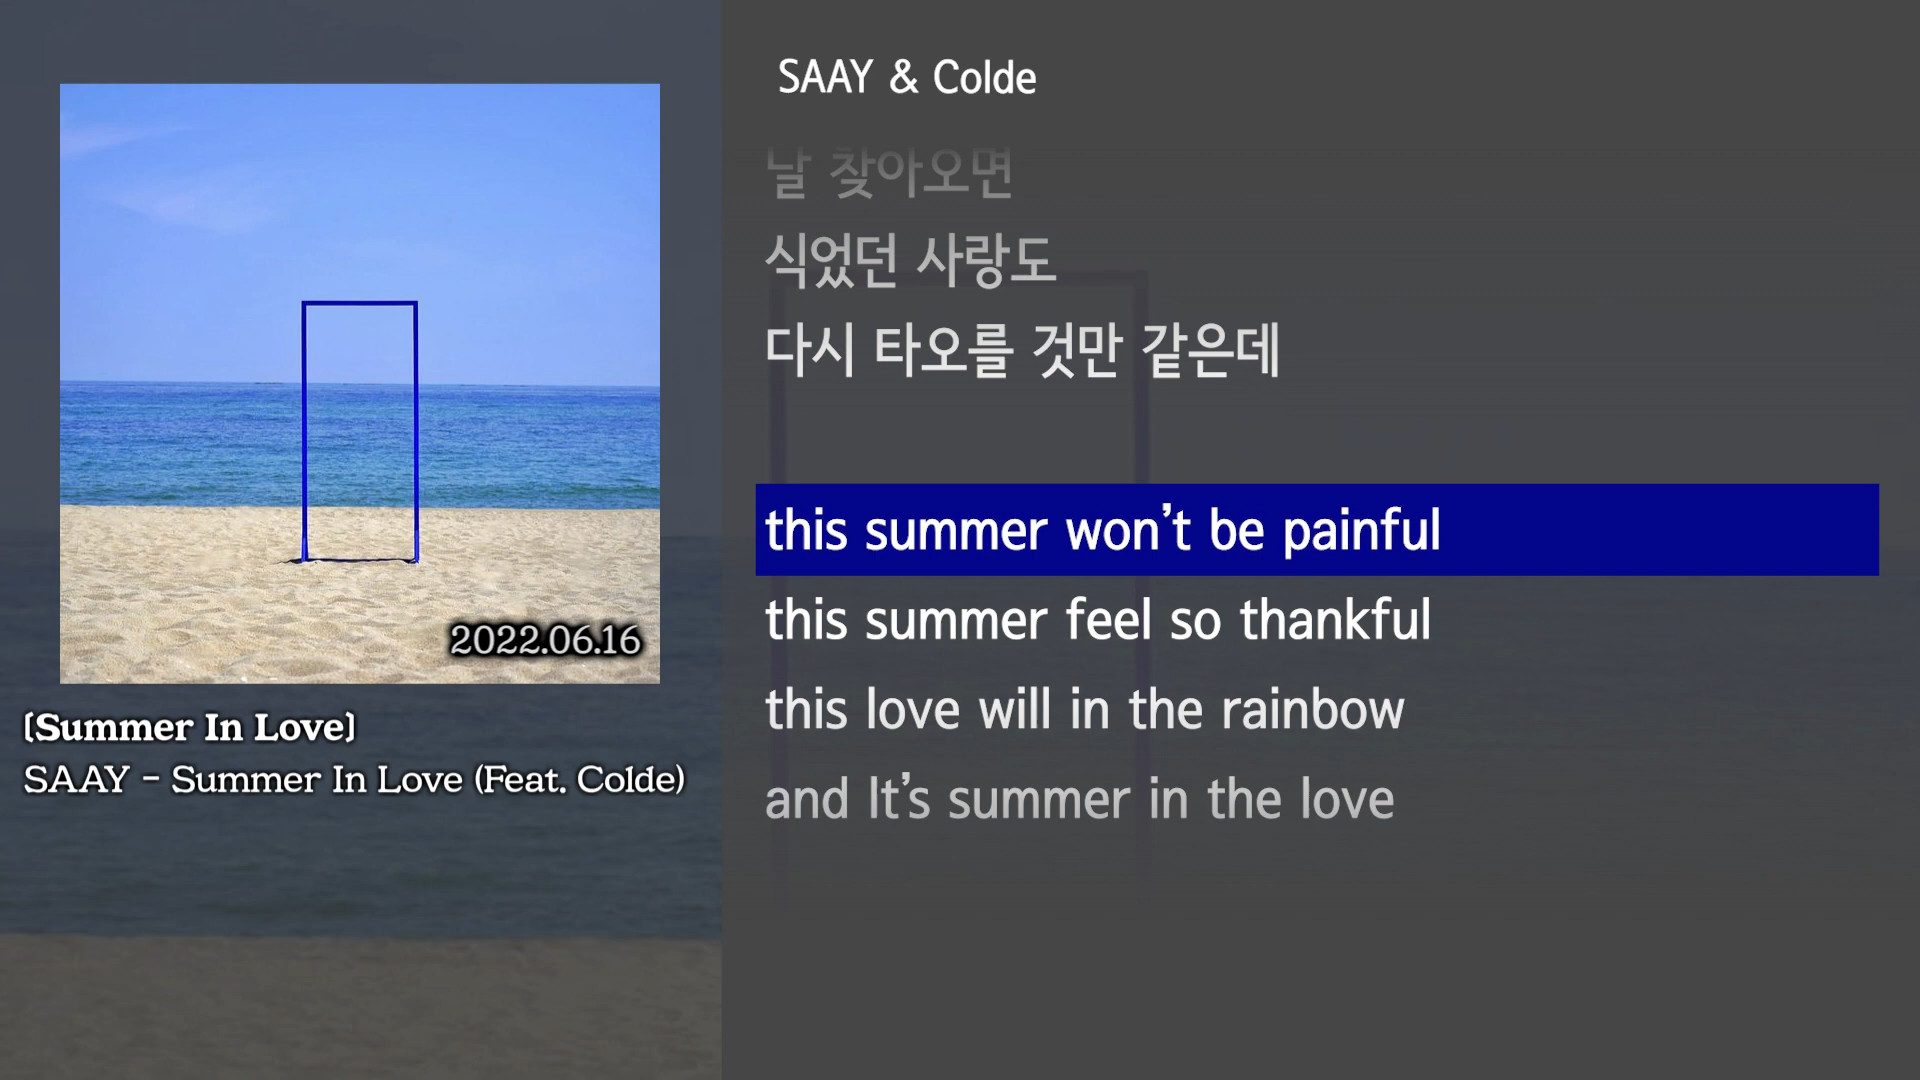 2022.06.16
[Summer In Love]
SAAY - Summer In Love (Feat. Colde)
SAAY & Colde
날 찾아오면
식었던 사랑도
다시 타오를 것만 같은데
this summer won't be painful
this summer feel so thankful
this love will in the rainbow
and It's summer in the love